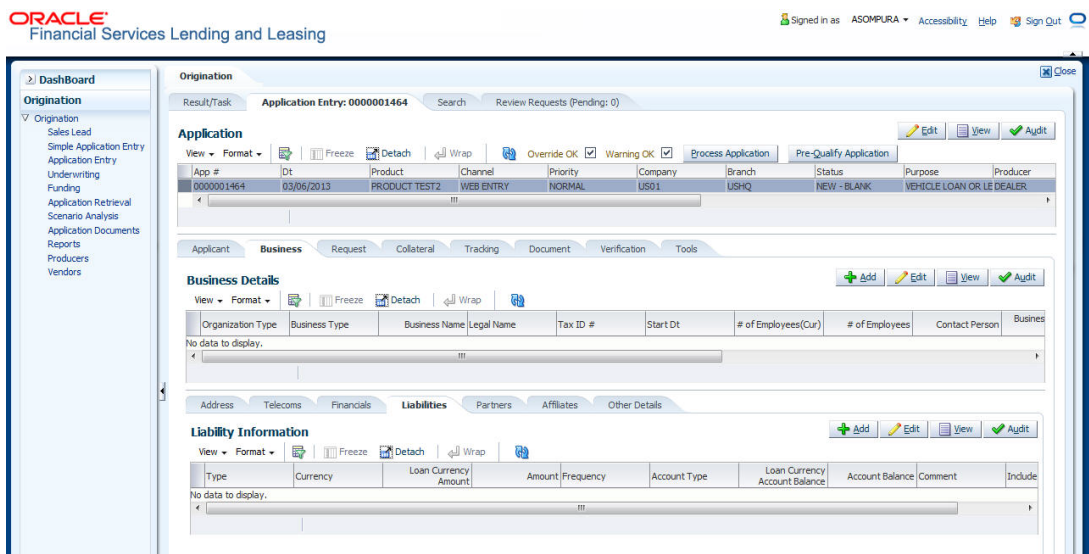 ORACLE®
Financial Services Lending and Leasing
Signed in as ASOMPURA Accessibility Help Sign Out
Close
DashBoard
Origination
Origination
Sales Lead
Simple Application Entry
Application Entry
Underwriting
Funding
Application Retrieval
Scenario Analysis
Application Documents
Reports
Producers
Vendors
Origination
Result/Task Application Entry: 0000001464 Search Review Requests (Pending: 0)
Application
Edit View Audit
View Format Freeze Detach Wrap Override OK Warning OK Process Application Pre-Qualify Application
App # Dt Product Channel Priority Company Branch Status Purpose Producer
0000001464 03/06/2013 PRODUCT TEST2 WEB ENTRY NORMAL US01 USHQ NEW - BLANK VEHICLE LOAN OR LE DEALER
Applicant Business Request Collateral Tracking Document Verification Tools
Business Details
Add Edit View Audit
View Format Freeze Detach Wrap
Organization Type Business Type Business Name Legal Name Tax ID # Start Dt # of Employees(Cur) # of Employees Contact Person Busines
No data to display.
Address Telecoms Financials Liabilities Partners Affiliates Other Details
Liability Information
Add Edit View Audit
View Format Freeze Detach Wrap
Type Currency Loan Currency Amount Amount Frequency Account Type Loan Currency Account Balance Account Balance Comment Include
No data to display.